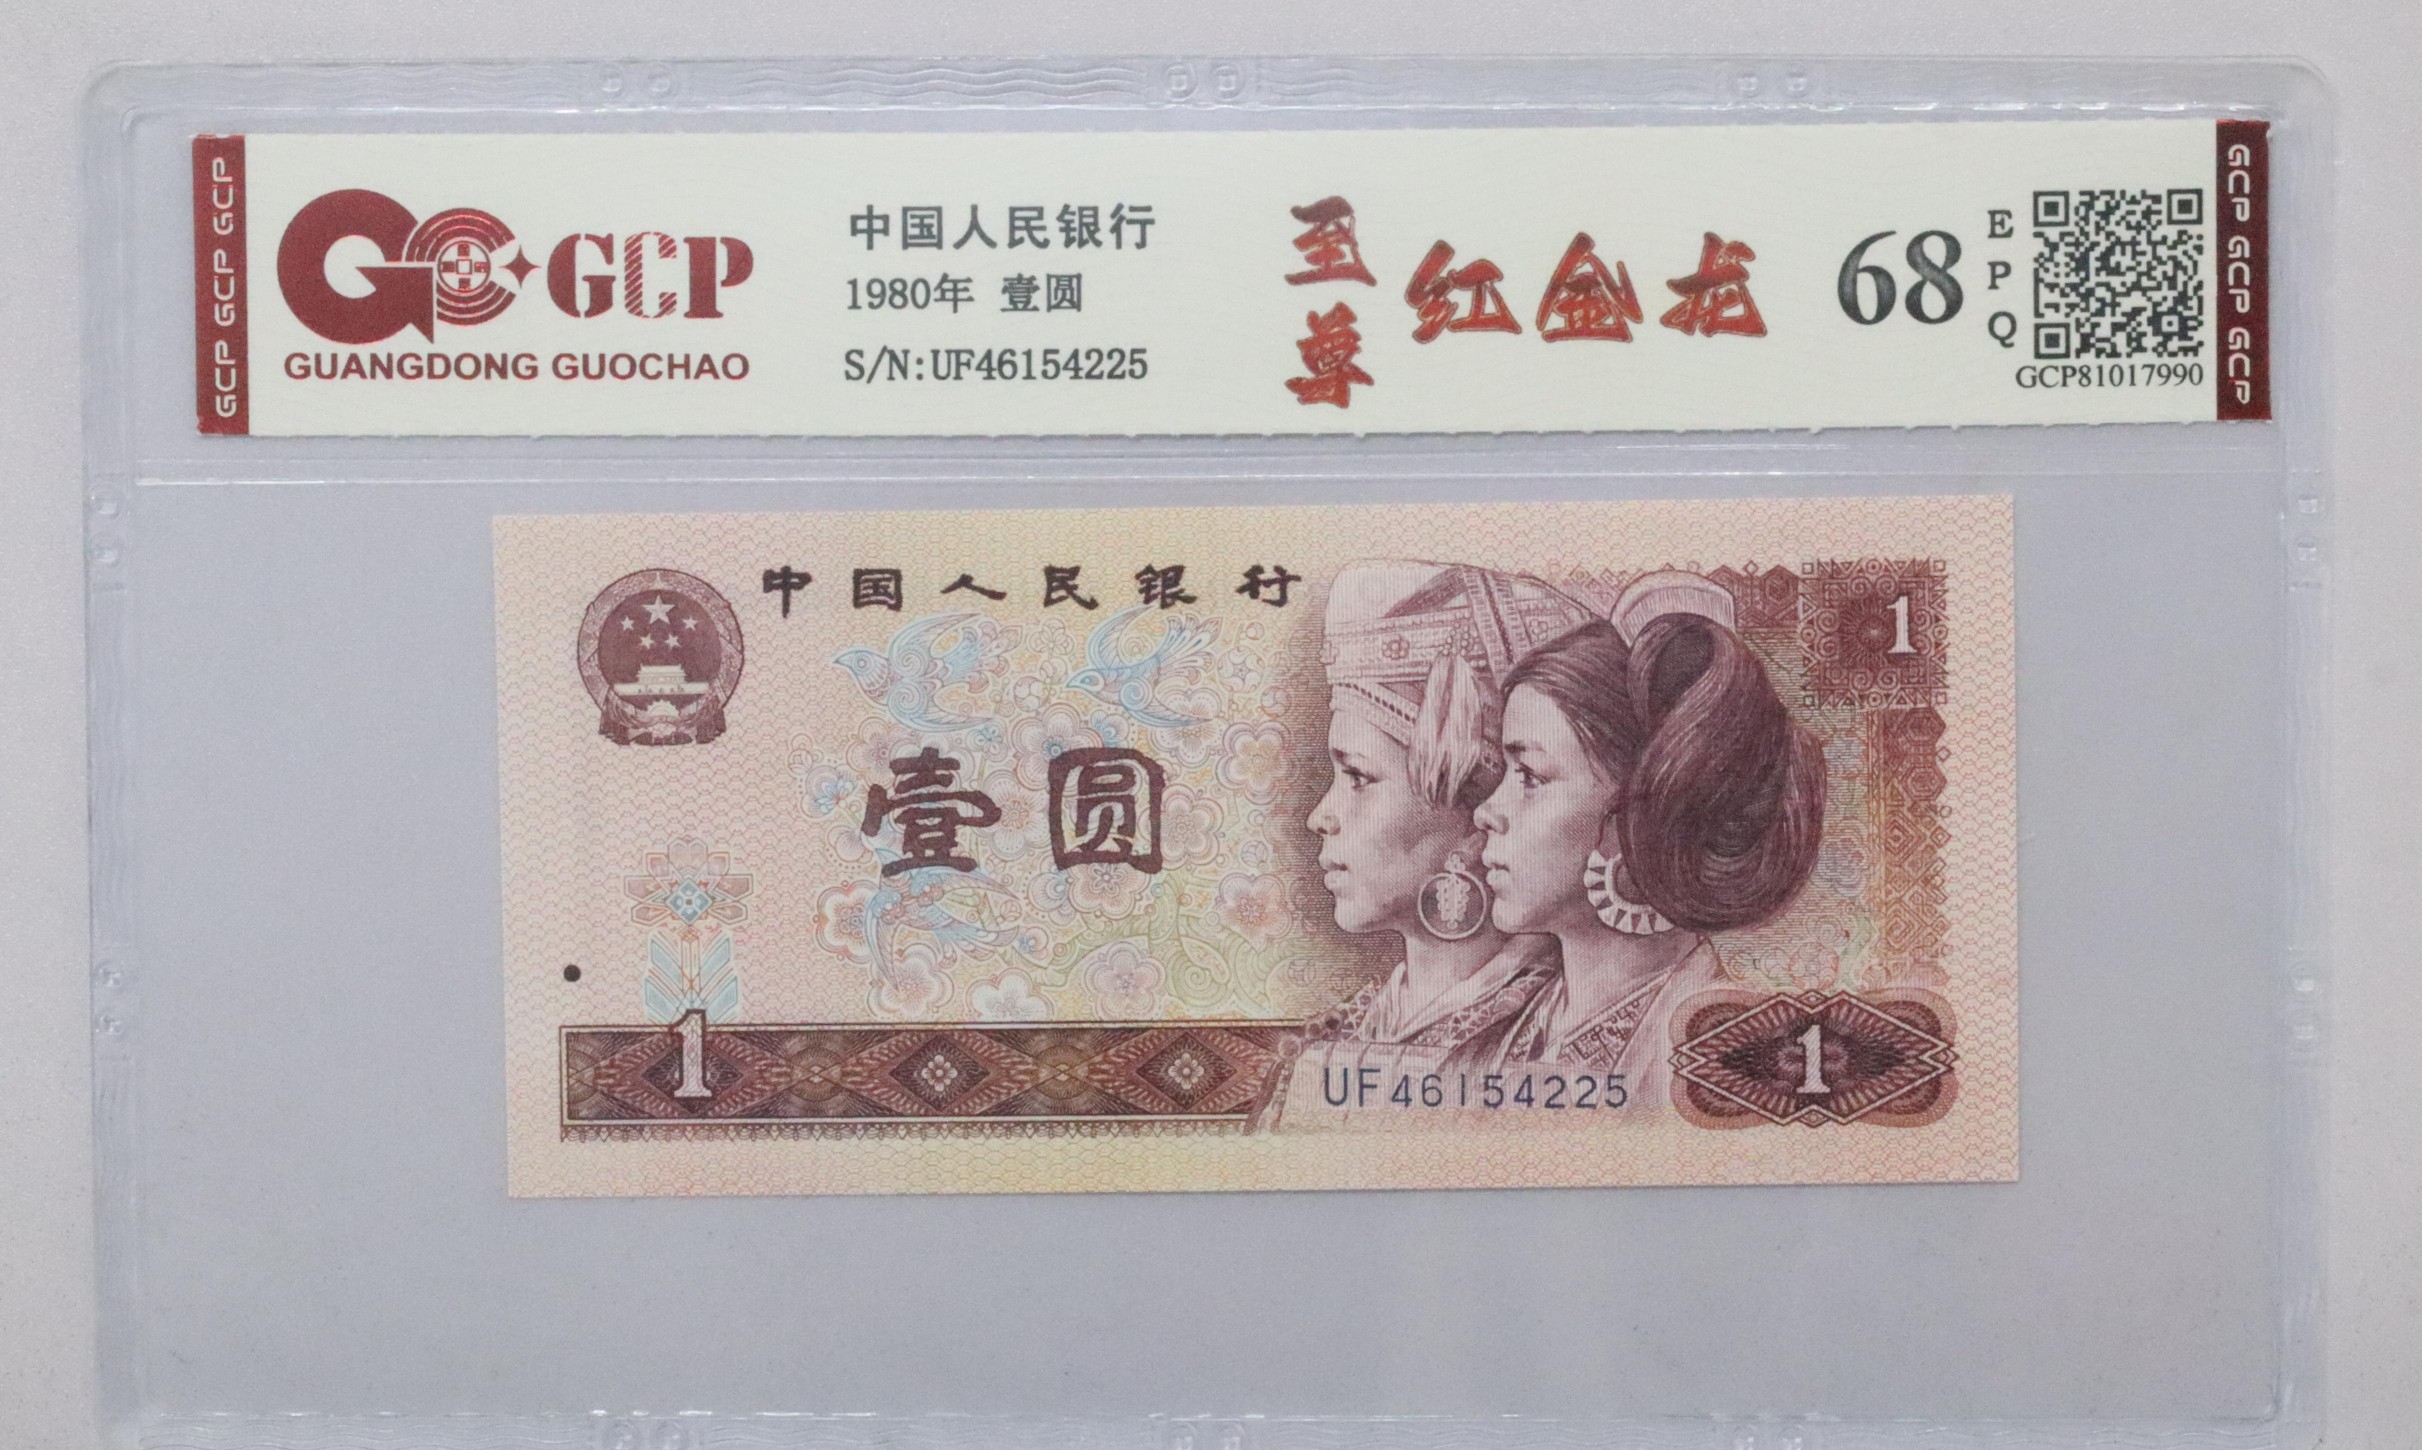 GCP GCP GCP
GCP
GUANGDONG GUOCHAO
中国人民银行
1980年 壹圆
S/N:UF46154225
至尊
红金龙
68
EPQ
GCP81017990
GCP GCP GCP
中国人民银行
1
壹圆
1
UF46154225
1